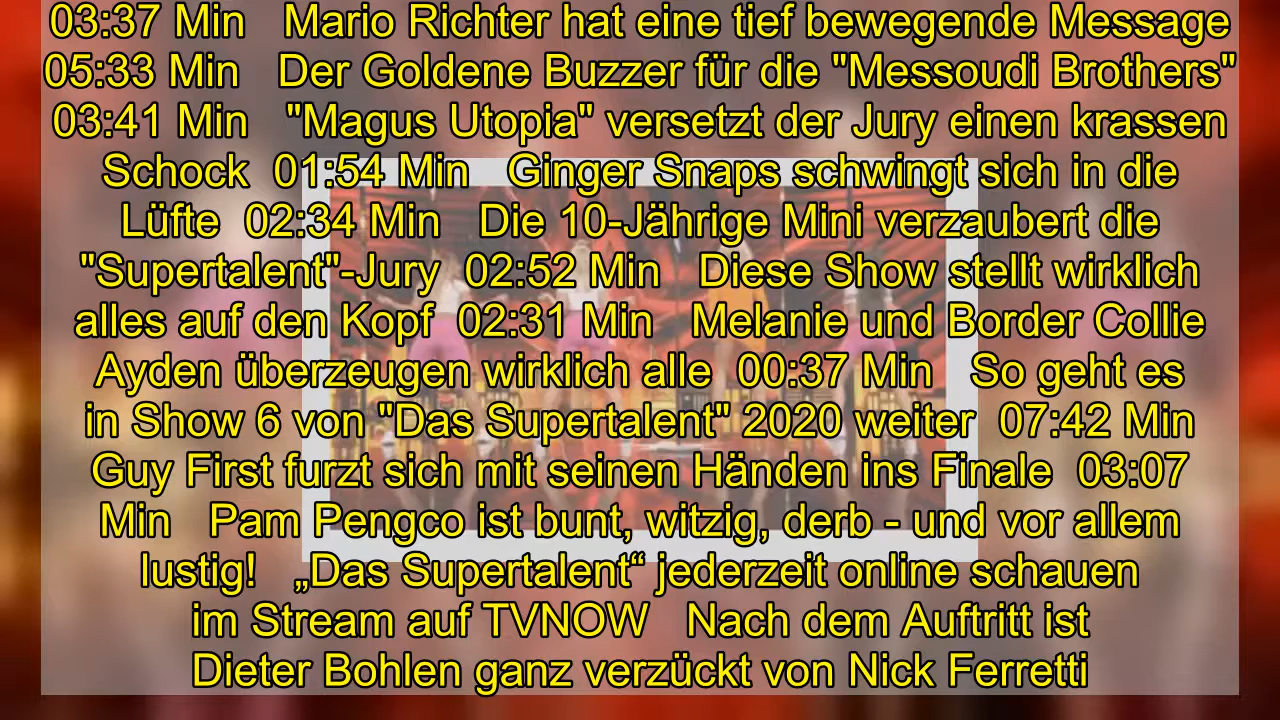 03:37 Min   Mario Richter hat eine tief bewegende Message
05:33 Min   Der Goldene Buzzer für die "Messoudi Brothers"
03:41 Min   "Magus Utopia" versetzt der Jury einen krassen
Schock  01:54 Min   Ginger Snaps schwingt sich in die
Lüfte  02:34 Min   Die 10-Jährige Mini verzaubert die
"Supertalent"-Jury  02:52 Min   Diese Show stellt wirklich
alles auf den Kopf  02:31 Min   Melanie und Border Collie
Ayden überzeugen wirklich alle  00:37 Min   So geht es
in Show 6 von "Das Supertalent" 2020 weiter  07:42 Min
Guy First furzt sich mit seinen Händen ins Finale  03:07
Min   Pam Pengco ist bunt, witzig, derb - und vor allem
lustig!   „Das Supertalent“ jederzeit online schauen
im Stream auf TVNOW   Nach dem Auftritt ist
Dieter Bohlen ganz verzückt von Nick Ferretti